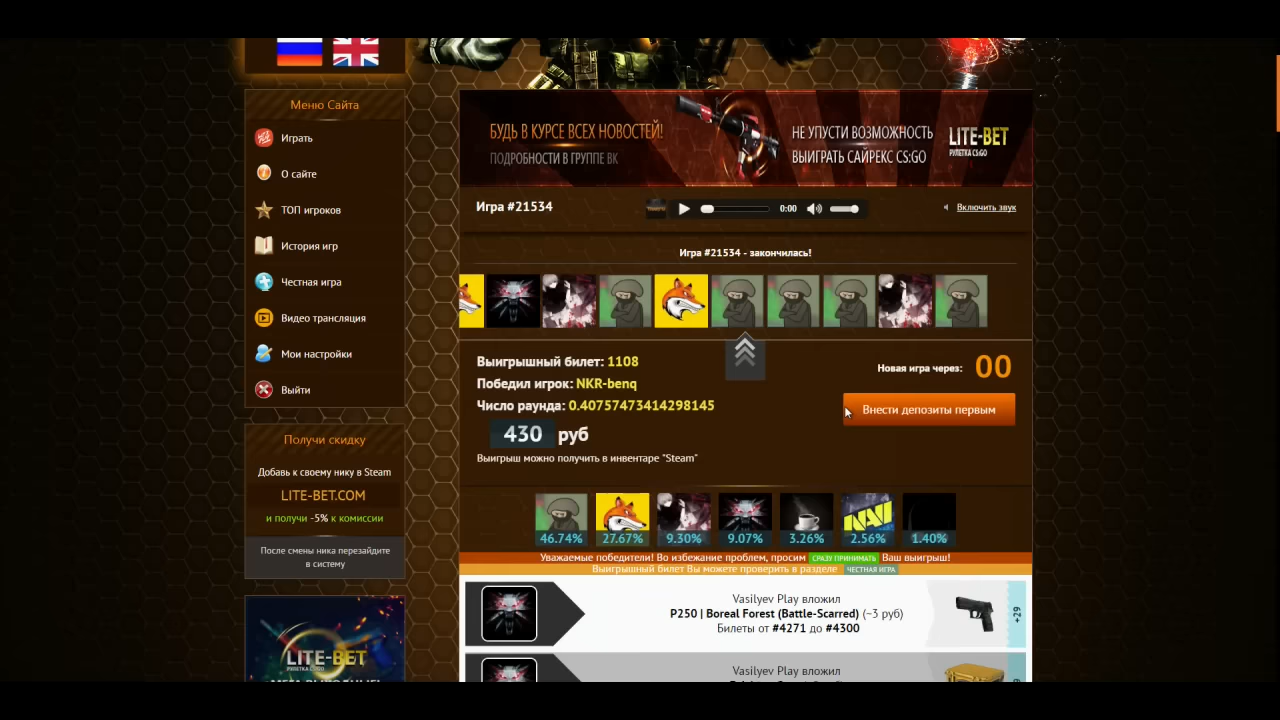 Меню Сайта
Играть
О сайте
ТОП игроков
История игр
Честная игра
Видео трансляция
Мои настройки
Выйти
Получи скидку
Добавь к своему нику в Steam
LITE-BET.COM
и получи -5% к комиссии
После смены ника перезайдите
в систему
LITE-BET
БУДЬ В КУРСЕ ВСЕХ НОВОСТЕЙ!
ПОДРОБНОСТИ В ГРУППЕ ВК
НЕ УПУСТИ ВОЗМОЖНОСТЬ
ВЫИГРАТЬ САЙРЕКС CS:GO
LITE-BET
РУЛЕТКА CS:GO
Игра #21534
0:00
Включить звук
Игра #21534 - закончилась!
Выигрышный билет: 1108
Победил игрок: NKR-benq
Число раунда: 0.40757473414298145
430 руб
Выигрыш можно получить в инвентаре "Steam"
Новая игра через: 00
Внести депозиты первым
NAVI
46.74% 27.67% 9.30% 9.07% 3.26% 2.56% 1.40%
Уважаемые победители! Во избежание проблем, просим СРАЗУ ПРИНИМАТЬ Ваш выигрыш!
Выигрышный билет Вы можете проверить в разделе ЧЕСТНАЯ ИГРА
Vasilyev Play вложил
P250 | Boreal Forest (Battle-Scarred) (~3 руб)
Билеты от #4271 до #4300
+29
Vasilyev Play вложил